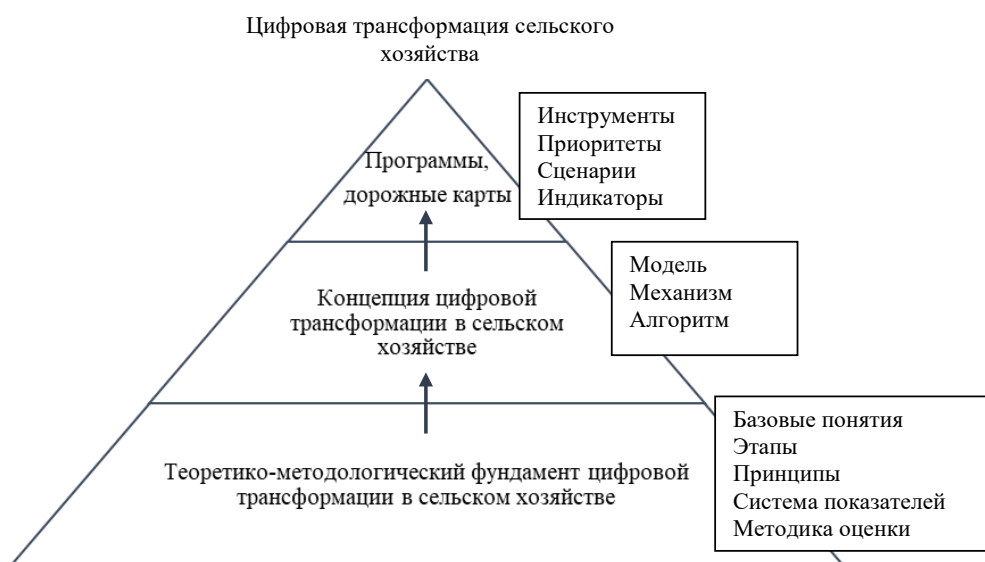 Цифровая трансформация сельского
хозяйства
Инструменты
Приоритеты
Сценарии
Индикаторы
Программы,
дорожные карты
Модель
Механизм
Алгоритм
Концепция цифровой
трансформации в сельском
хозяйстве
Базовые понятия
Этапы
Принципы
Система показателей
Методика оценки
Теоретико-методологический фундамент цифровой
трансформации в сельском хозяйстве